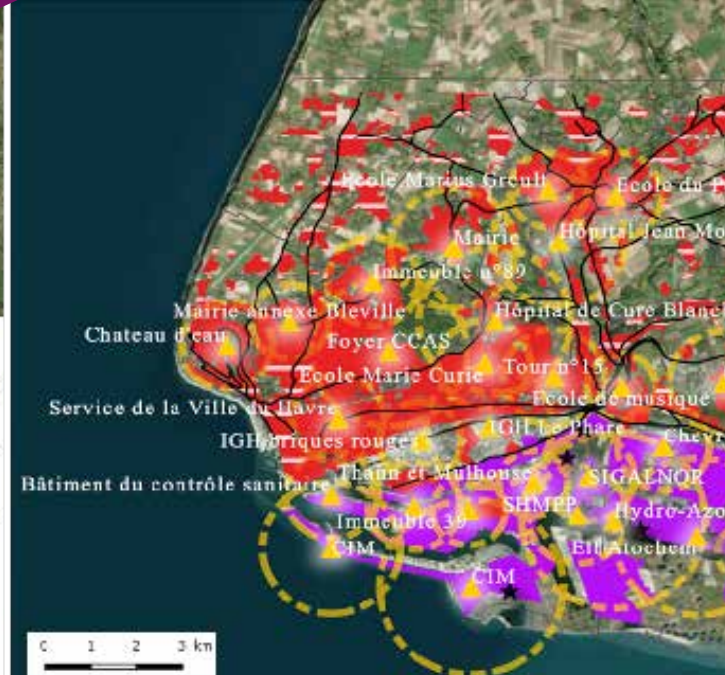 Ecole Marius Greull
Ecole du P
Mairie
Hôpital Jean Mo
Immeuble n°89
Mairie annexe Bleville
Hôpital de Cure Blanc
Chateau d'eau
Foyer CCAS
Ecole Marie Curie
Tour n°15
Ecole de musique
Service de la Ville du Havre
IGH briques rouges
IGH Le Phare
Chevr
Thann et Mulhouse
SIGALNOR
Bâtiment du contrôle sanitaire
SHMPP
Immeuble 39
Hydro-Azo
CIM
Elf Atochem
CIM
0 1 2 3 km